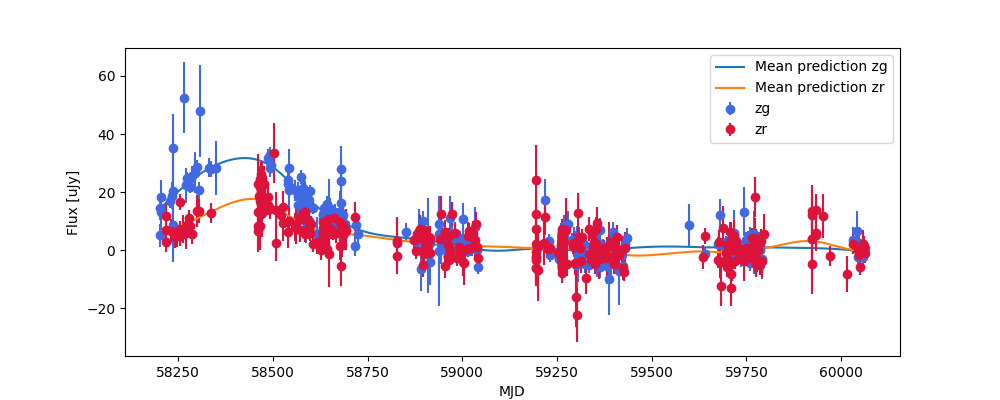 Mean prediction zg
Mean prediction zr
zg
zr
60
40
20
0
−20
Flux [uJy]
58250
58500
58750
59000
59250
59500
59750
60000
MJD